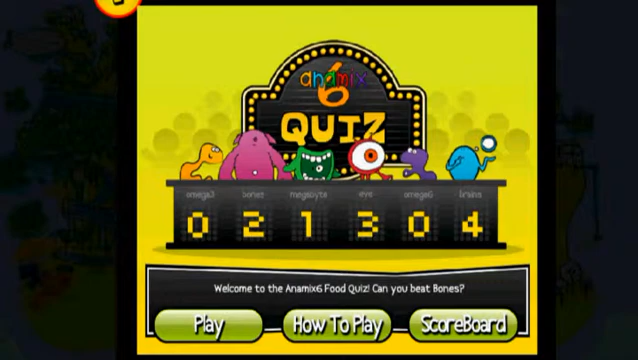 anamix
6
QUIZ
omega3 bones megabyte eye omega6 brains
0 2 1 3 0 4
Welcome to the Anamix6 Food Quiz! Can you beat Bones?
Play How To Play ScoreBoard